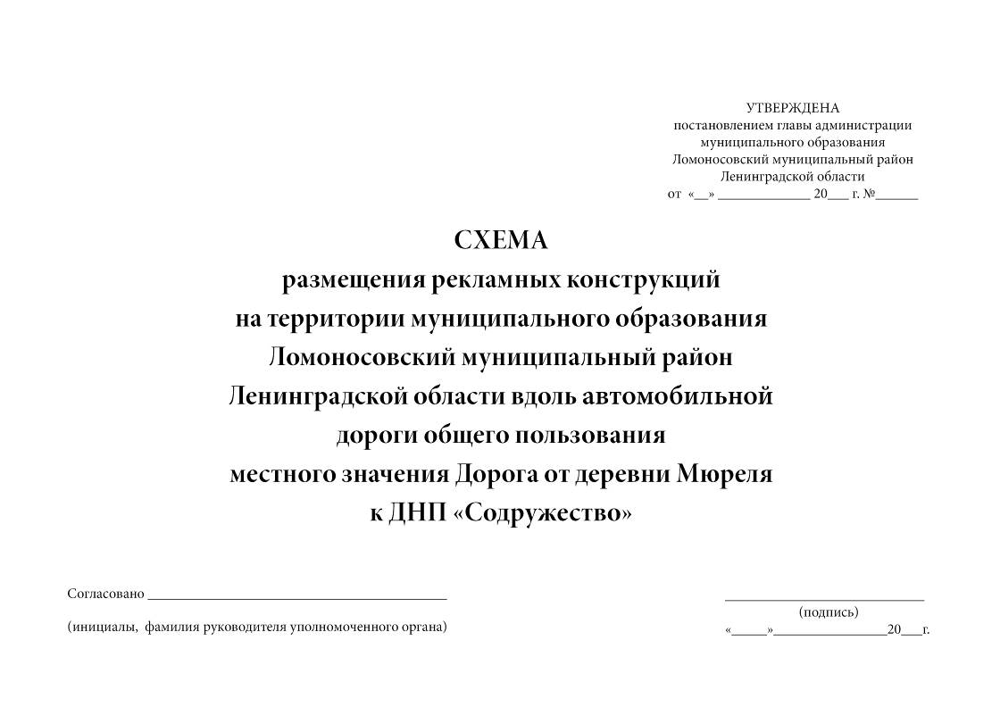 УТВЕРЖДЕНА
постановлением главы администрации
муниципального образования
Ломоносовский муниципальный район
Ленинградской области
от «__» _____________ 20___ г. №______
СХЕМА
размещения рекламных конструкций
на территории муниципального образования
Ломоносовский муниципальный район
Ленинградской области вдоль автомобильной
дороги общего пользования
местного значения Дорога от деревни Мюреля
к ДНП «Содружество»
Согласовано __________________________________________
(инициалы, фамилия руководителя уполномоченного органа)
____________________________
(подпись)
«_____»________________20___г.